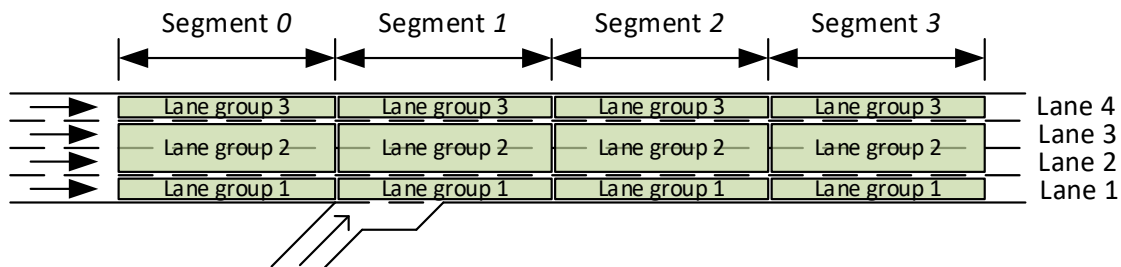 Segment 0 Segment 1 Segment 2 Segment 3
Lane group 3 Lane group 3 Lane group 3 Lane group 3 Lane 4
Lane 3
Lane group 2 Lane group 2 Lane group 2 Lane group 2
Lane 2
Lane group 1 Lane group 1 Lane group 1 Lane group 1 Lane 1